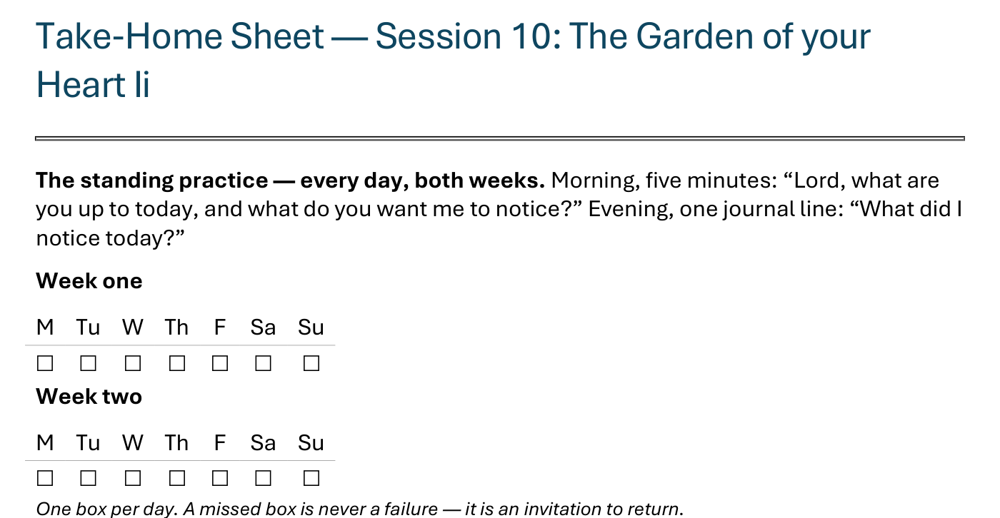 Take-Home Sheet — Session 10: The Garden of your
Heart Ii
The standing practice — every day, both weeks. Morning, five minutes: “Lord, what are
you up to today, and what do you want me to notice?” Evening, one journal line: “What did I
notice today?”
Week one
M Tu W Th F Sa Su
☐ ☐ ☐ ☐ ☐ ☐ ☐
Week two
M Tu W Th F Sa Su
☐ ☐ ☐ ☐ ☐ ☐ ☐
One box per day. A missed box is never a failure — it is an invitation to return.